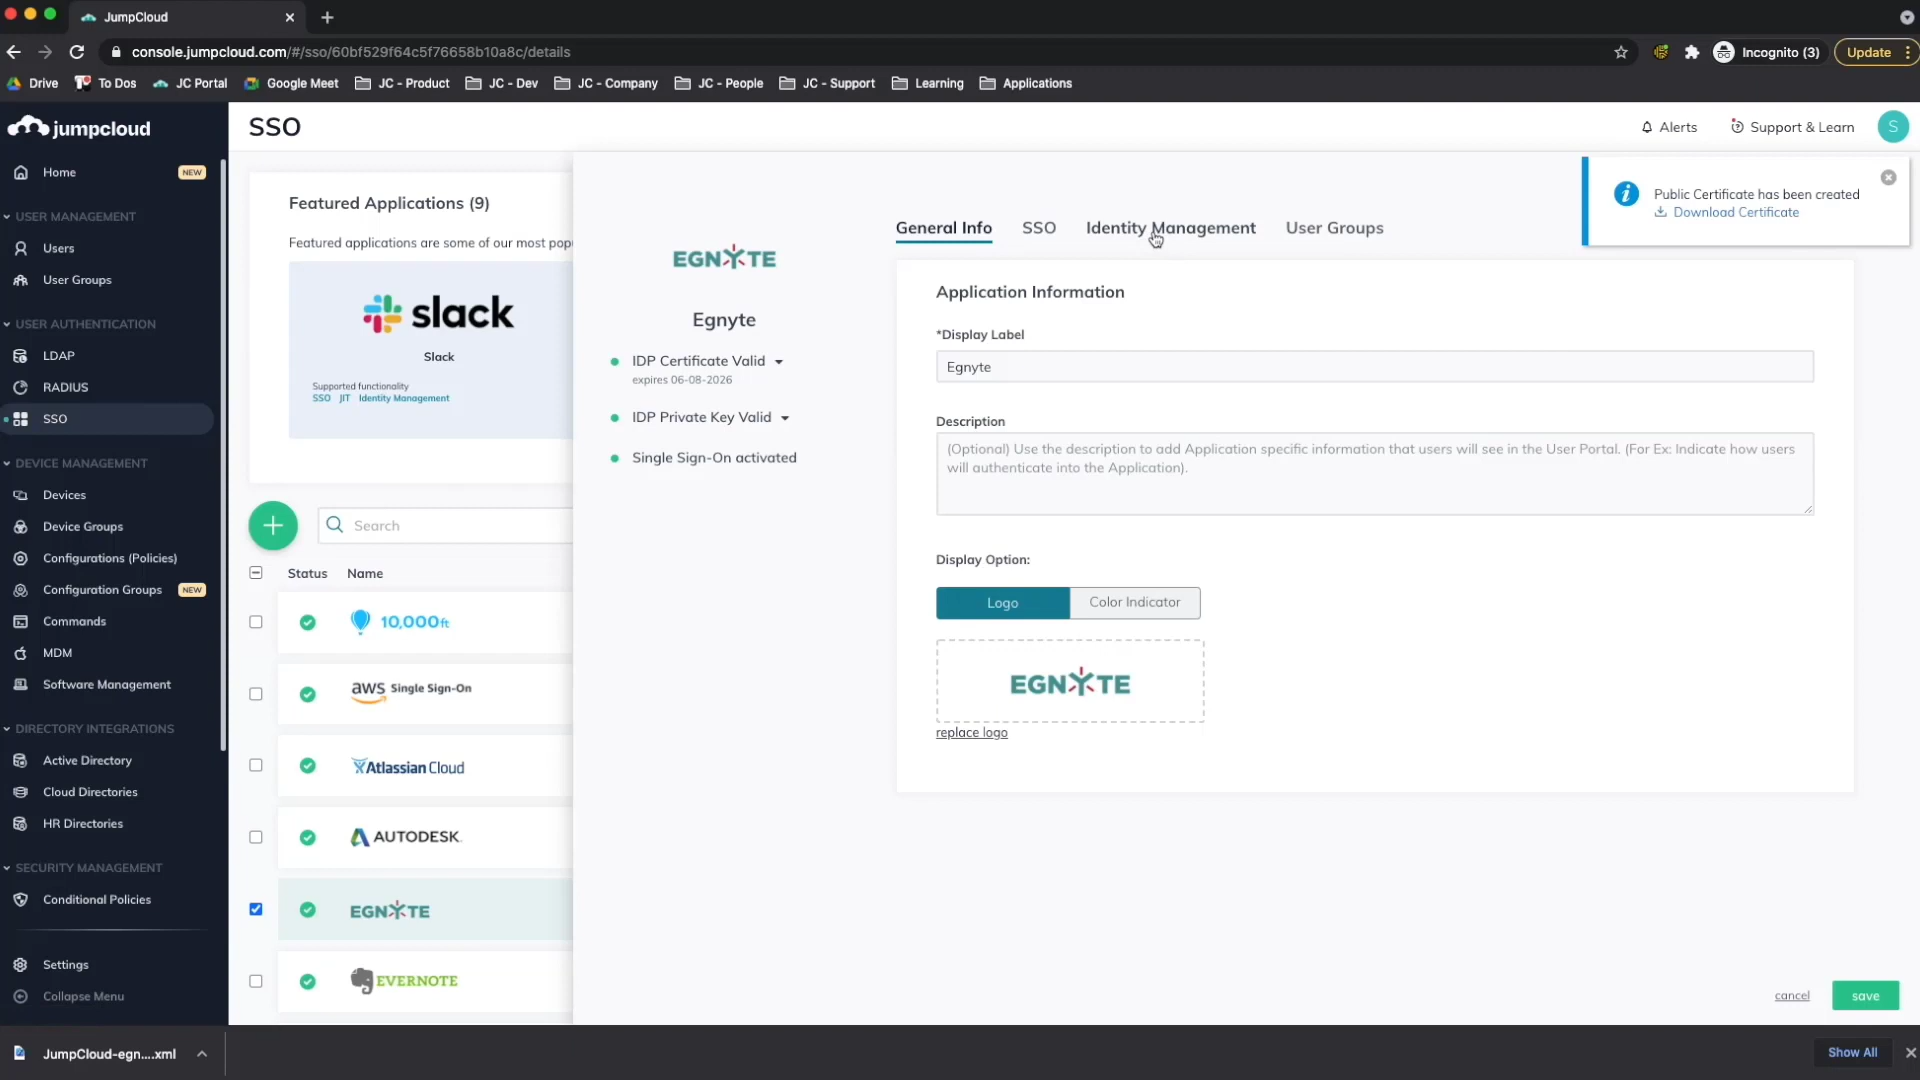 JumpCloud
console.jumpcloud.com/#/sso/60bf529f64c5f76658b10a8c/details
Incognito (3)
Update
Drive
To Dos
JC Portal
Google Meet
JC - Product
JC - Dev
JC - Company
JC - People
JC - Support
Learning
Applications
jumpcloud
Home
NEW
USER MANAGEMENT
Users
User Groups
USER AUTHENTICATION
LDAP
RADIUS
SSO
DEVICE MANAGEMENT
Devices
Device Groups
Configurations (Policies)
Configuration Groups
NEW
Commands
MDM
Software Management
DIRECTORY INTEGRATIONS
Active Directory
Cloud Directories
HR Directories
SECURITY MANAGEMENT
Conditional Policies
Settings
Collapse Menu
SSO
Alerts
Support & Learn
S
Featured Applications (9)
Featured applications are some of our most pop
slack
Slack
Supported functionality
SSO JIT Identity Management
Search
Status
Name
10,000ft
aws Single Sign-On
Atlassian Cloud
AUTODESK.
EGNYTE
EVERNOTE
EGNYTE
Egnyte
IDP Certificate Valid
expires 06-08-2026
IDP Private Key Valid
Single Sign-On activated
General Info
SSO
Identity Management
User Groups
Public Certificate has been created
Download Certificate
Application Information
*Display Label
Egnyte
Description
(Optional) Use the description to add Application specific information that users will see in the User Portal. (For Ex: Indicate how users
will authenticate into the Application).
Display Option:
Logo
Color Indicator
EGNYTE
replace logo
cancel
save
JumpCloud-egn....xml
Show All